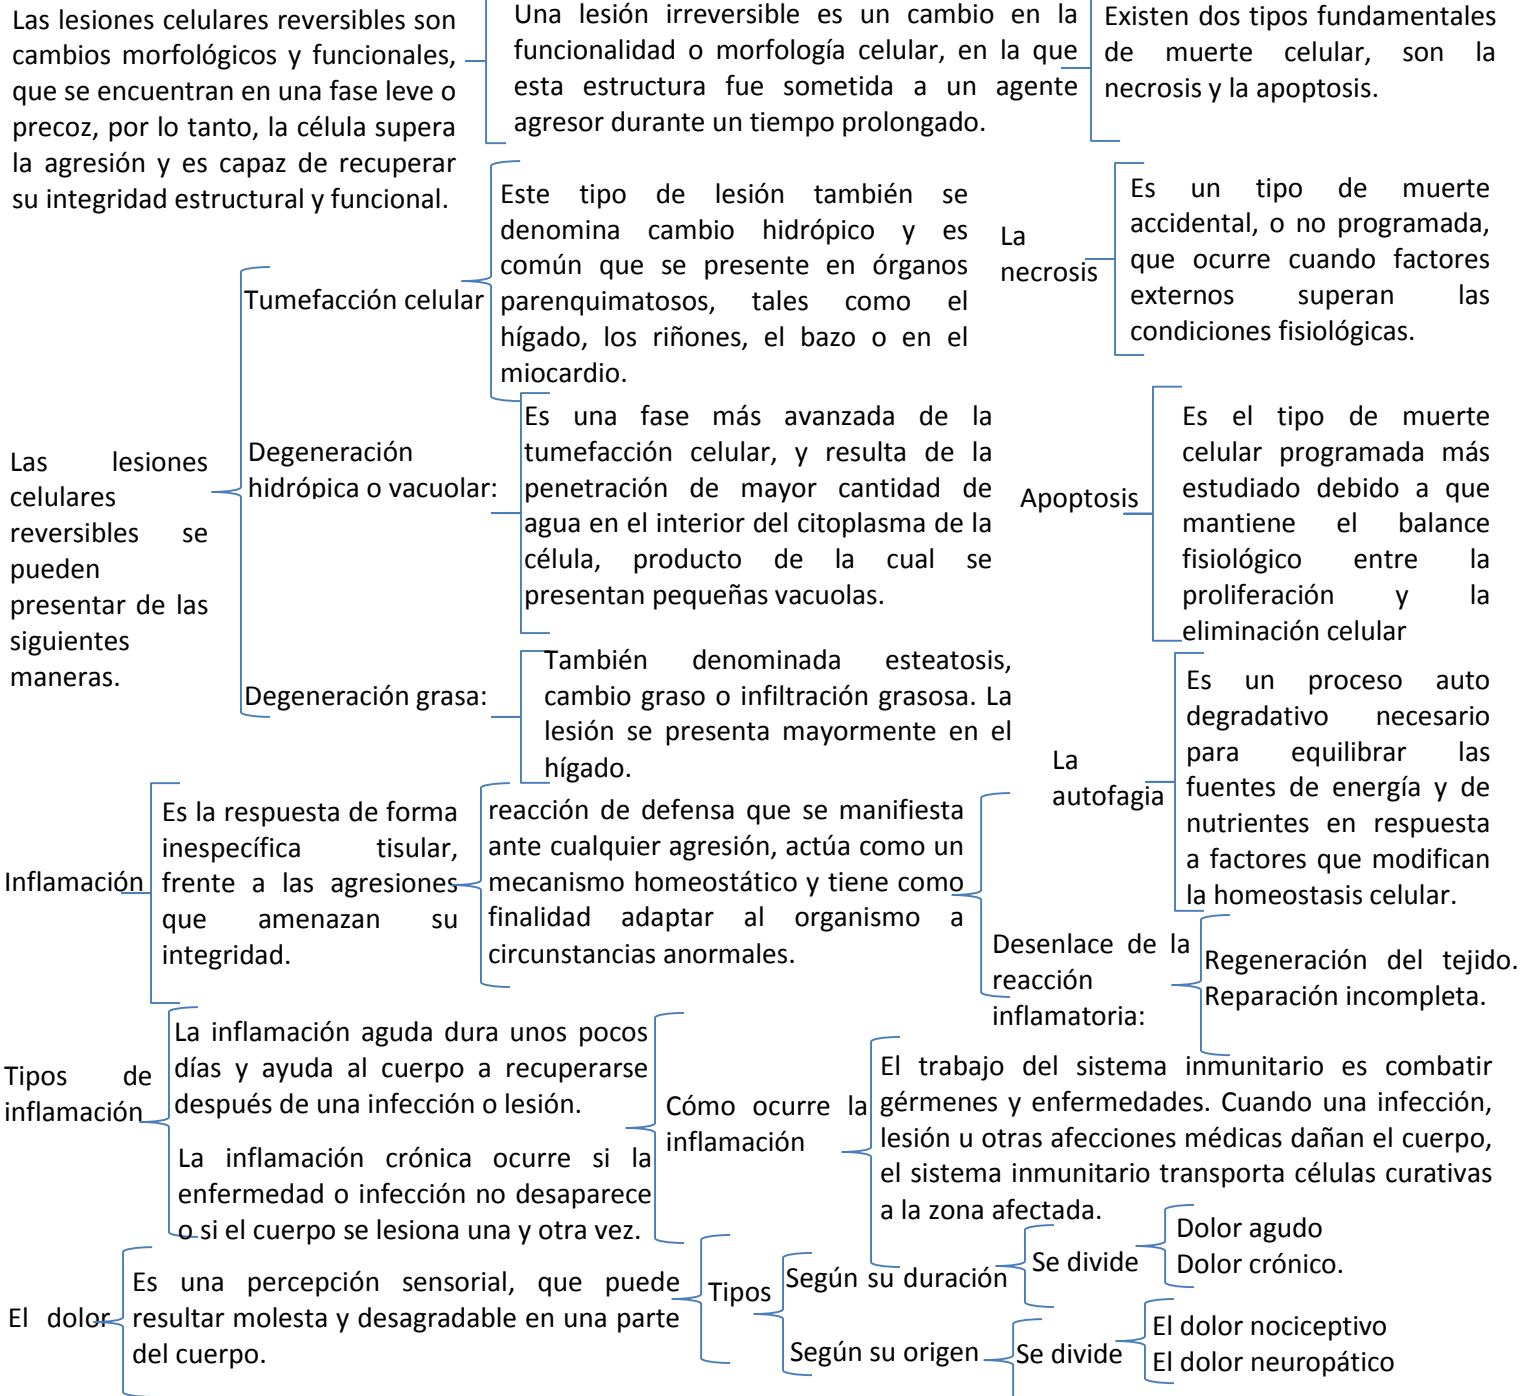 Las lesiones celulares reversibles son
cambios morfológicos y funcionales,
que se encuentran en una fase leve o
precoz, por lo tanto, la célula supera
la agresión y es capaz de recuperar
su integridad estructural y funcional.
Una lesión irreversible es un cambio en la
funcionalidad o morfología celular, en la que
esta estructura fue sometida a un agente
agresor durante un tiempo prolongado.
Existen dos tipos fundamentales
de muerte celular, son la
necrosis y la apoptosis.
Las lesiones
celulares
reversibles se
pueden
presentar de las
siguientes
maneras.
Tumefacción celular
Este tipo de lesión también se
denomina cambio hidrópico y es
común que se presente en órganos
parenquimatosos, tales como el
hígado, los riñones, el bazo o en el
miocardio.
Degeneración
hidrópica o vacuolar:
Es una fase más avanzada de la
tumefacción celular, y resulta de la
penetración de mayor cantidad de
agua en el interior del citoplasma de la
célula, producto de la cual se
presentan pequeñas vacuolas.
Degeneración grasa:
También denominada esteatosis,
cambio graso o infiltración grasosa. La
lesión se presenta mayormente en el
hígado.
La
necrosis
Es un tipo de muerte
accidental, o no programada,
que ocurre cuando factores
externos superan las
condiciones fisiológicas.
Apoptosis
Es el tipo de muerte
celular programada más
estudiado debido a que
mantiene el balance
fisiológico entre la
proliferación y la
eliminación celular
La
autofagia
Es un proceso auto
degradativo necesario
para equilibrar las
fuentes de energía y de
nutrientes en respuesta
a factores que modifican
la homeostasis celular.
Inflamación
Es la respuesta de forma
inespecífica tisular,
frente a las agresiones
que amenazan su
integridad.
reacción de defensa que se manifiesta
ante cualquier agresión, actúa como un
mecanismo homeostático y tiene como
finalidad adaptar al organismo a
circunstancias anormales.
Desenlace de la
reacción
inflamatoria:
Regeneración del tejido.
Reparación incompleta.
Tipos de
inflamación
La inflamación aguda dura unos pocos
días y ayuda al cuerpo a recuperarse
después de una infección o lesión.
La inflamación crónica ocurre si la
enfermedad o infección no desaparece
o si el cuerpo se lesiona una y otra vez.
Cómo ocurre la
inflamación
El trabajo del sistema inmunitario es combatir
gérmenes y enfermedades. Cuando una infección,
lesión u otras afecciones médicas dañan el cuerpo,
el sistema inmunitario transporta células curativas
a la zona afectada.
El dolor
Es una percepción sensorial, que puede
resultar molesta y desagradable en una parte
del cuerpo.
Tipos
Según su duración
Se divide
Dolor agudo
Dolor crónico.
Según su origen
Se divide
El dolor nociceptivo
El dolor neuropático